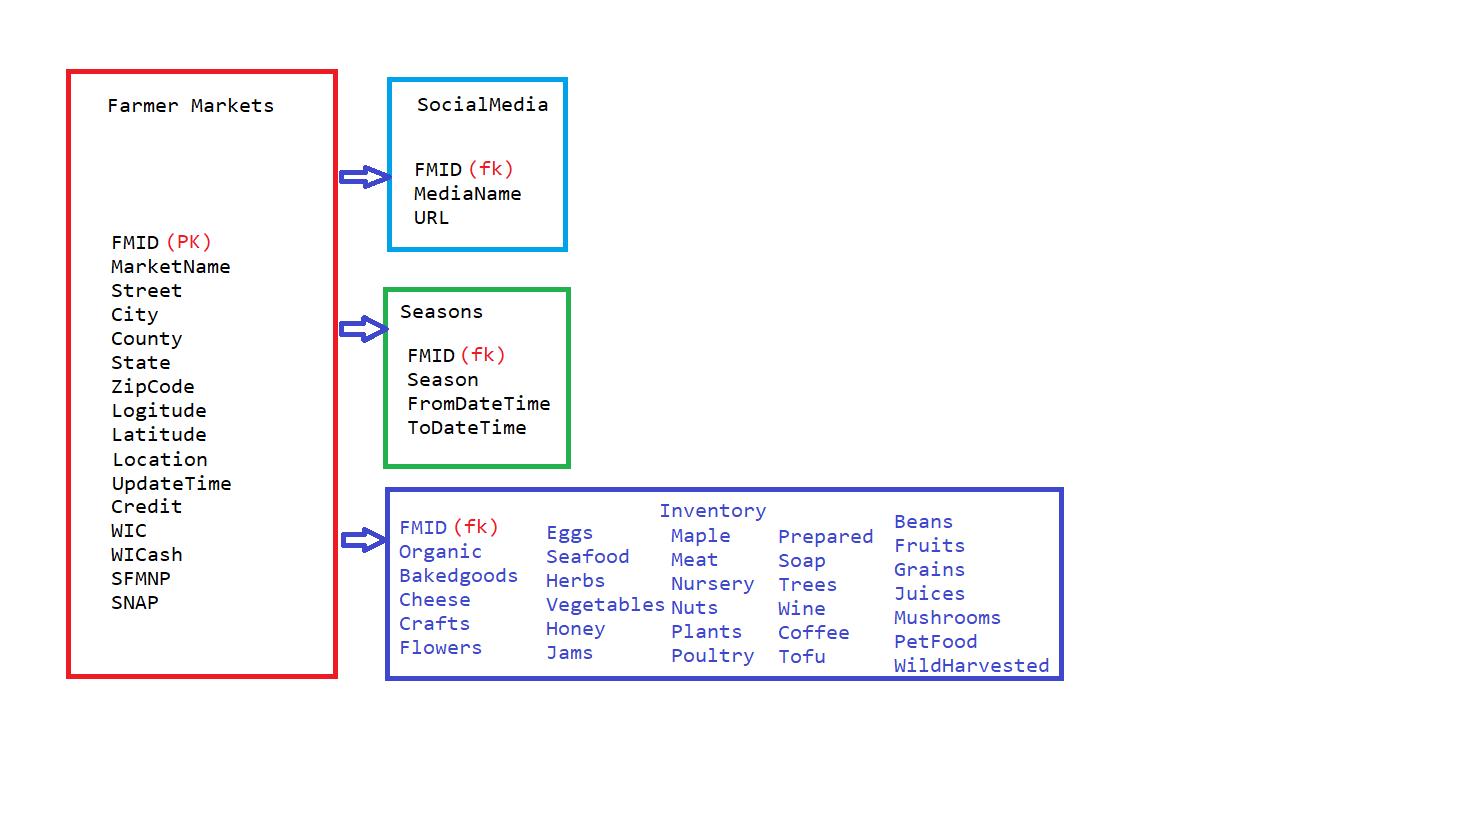 Farmer Markets
FMID (PK)
MarketName
Street
City
County
State
ZipCode
Logitude
Latitude
Location
UpdateTime
Credit
WIC
WICash
SFMNP
SNAP
SocialMedia
FMID (fk)
MediaName
URL
Seasons
FMID (fk)
Season
FromDateTime
ToDateTime
Inventory
FMID (fk)
Organic
Bakedgoods
Cheese
Crafts
Flowers
Eggs
Seafood
Herbs
Vegetables
Honey
Jams
Maple
Meat
Nursery
Nuts
Plants
Poultry
Prepared
Soap
Trees
Wine
Coffee
Tofu
Beans
Fruits
Grains
Juices
Mushrooms
PetFood
WildHarvested